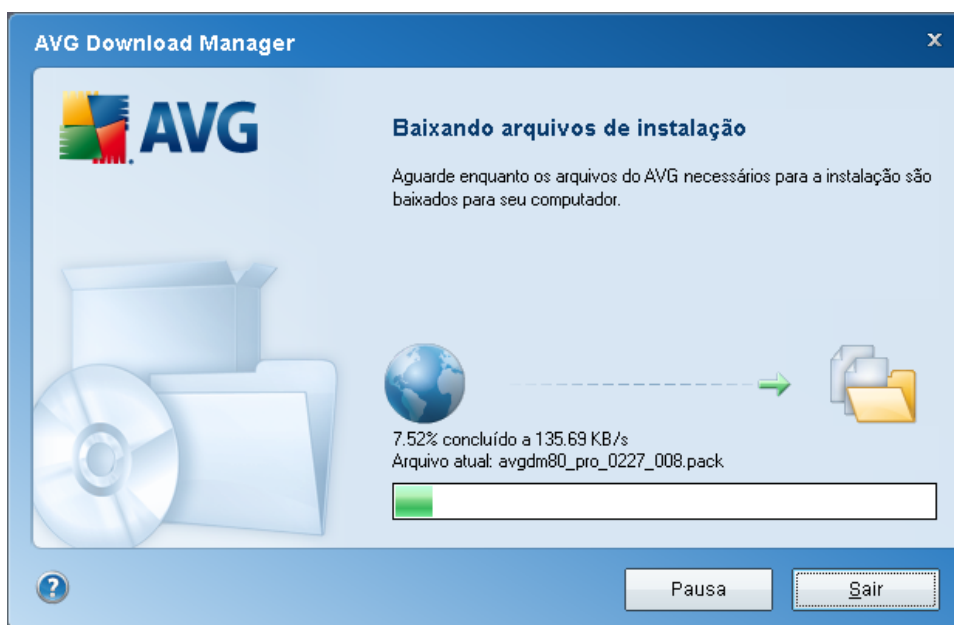 AVG Download Manager
x
AVG
Baixando arquivos de instalação
Aguarde enquanto os arquivos do AVG necessários para a instalação são
baixados para seu computador.
7.52% concluído a 135.69 KB/s
Arquivo atual: avgdm80_pro_0227_008.pack
?
Pausa
Sair